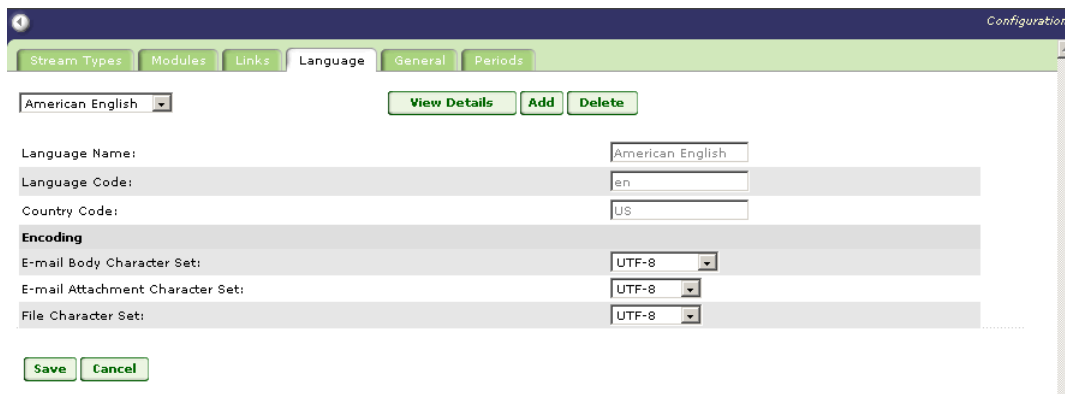 Configuration
Stream Types Modules Links Language General Periods
American English View Details Add Delete
Language Name: American English
Language Code: en
Country Code: US
Encoding
E-mail Body Character Set: UTF-8
E-mail Attachment Character Set: UTF-8
File Character Set: UTF-8
Save Cancel